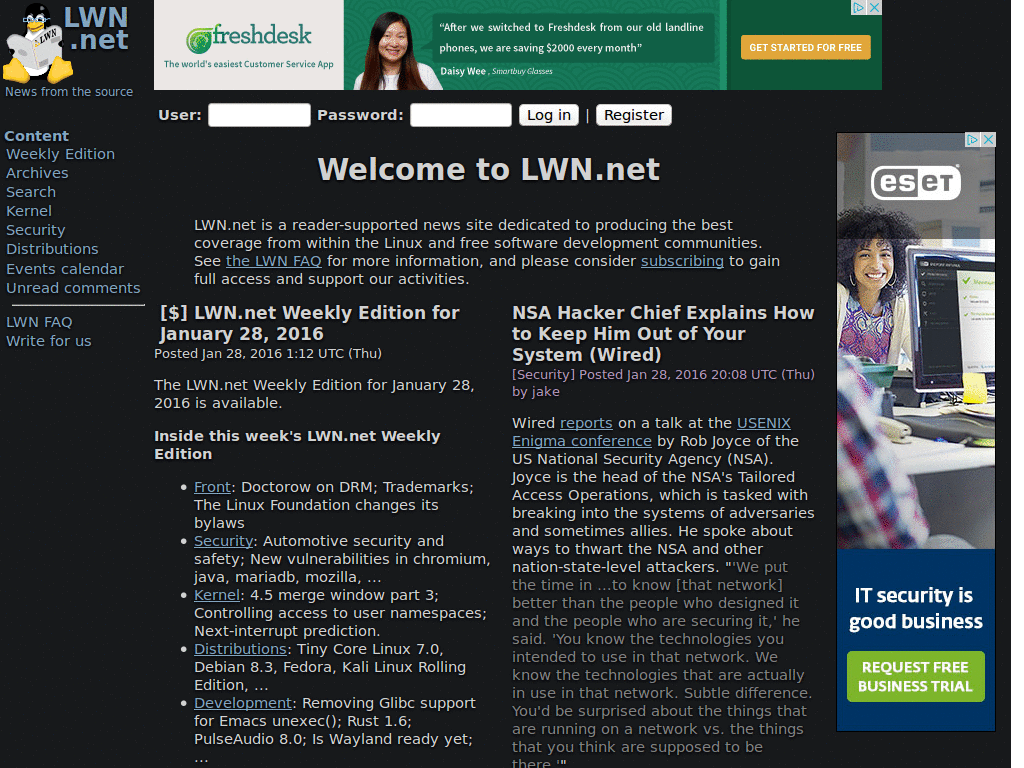 LWN
.net
News from the source
freshdesk
The world's easiest Customer Service App
“After we switched to Freshdesk from our old landline
phones, we are saving $2000 every month”
Daisy Wee , Smartbuy Glasses
GET STARTED FOR FREE
User: Password: Log in | Register
Content
Weekly Edition
Archives
Search
Kernel
Security
Distributions
Events calendar
Unread comments
LWN FAQ
Write for us
Welcome to LWN.net
LWN.net is a reader-supported news site dedicated to producing the best
coverage from within the Linux and free software development communities.
See the LWN FAQ for more information, and please consider subscribing to gain
full access and support our activities.
[$] LWN.net Weekly Edition for
January 28, 2016
Posted Jan 28, 2016 1:12 UTC (Thu)
The LWN.net Weekly Edition for January 28,
2016 is available.
Inside this week's LWN.net Weekly
Edition
• Front: Doctorow on DRM; Trademarks;
The Linux Foundation changes its
bylaws
• Security: Automotive security and
safety; New vulnerabilities in chromium,
java, mariadb, mozilla, ...
• Kernel: 4.5 merge window part 3;
Controlling access to user namespaces;
Next-interrupt prediction.
• Distributions: Tiny Core Linux 7.0,
Debian 8.3, Fedora, Kali Linux Rolling
Edition, ...
• Development: Removing Glibc support
for Emacs unexec(); Rust 1.6;
PulseAudio 8.0; Is Wayland ready yet;
...
NSA Hacker Chief Explains How
to Keep Him Out of Your
System (Wired)
[Security] Posted Jan 28, 2016 20:08 UTC (Thu)
by jake
Wired reports on a talk at the USENIX
Enigma conference by Rob Joyce of the
US National Security Agency (NSA).
Joyce is the head of the NSA's Tailored
Access Operations, which is tasked with
breaking into the systems of adversaries
and sometimes allies. He spoke about
ways to thwart the NSA and other
nation-state-level attackers. "'We put
the time in …to know [that network]
better than the people who designed it
and the people who are securing it,' he
said. 'You know the technologies you
intended to use in that network. We
know the technologies that are actually
in use in that network. Subtle difference.
You'd be surprised about the things that
are running on a network vs. the things
that you think are supposed to be
there.'"
eseT
IT security is
good business
REQUEST FREE
BUSINESS TRIAL